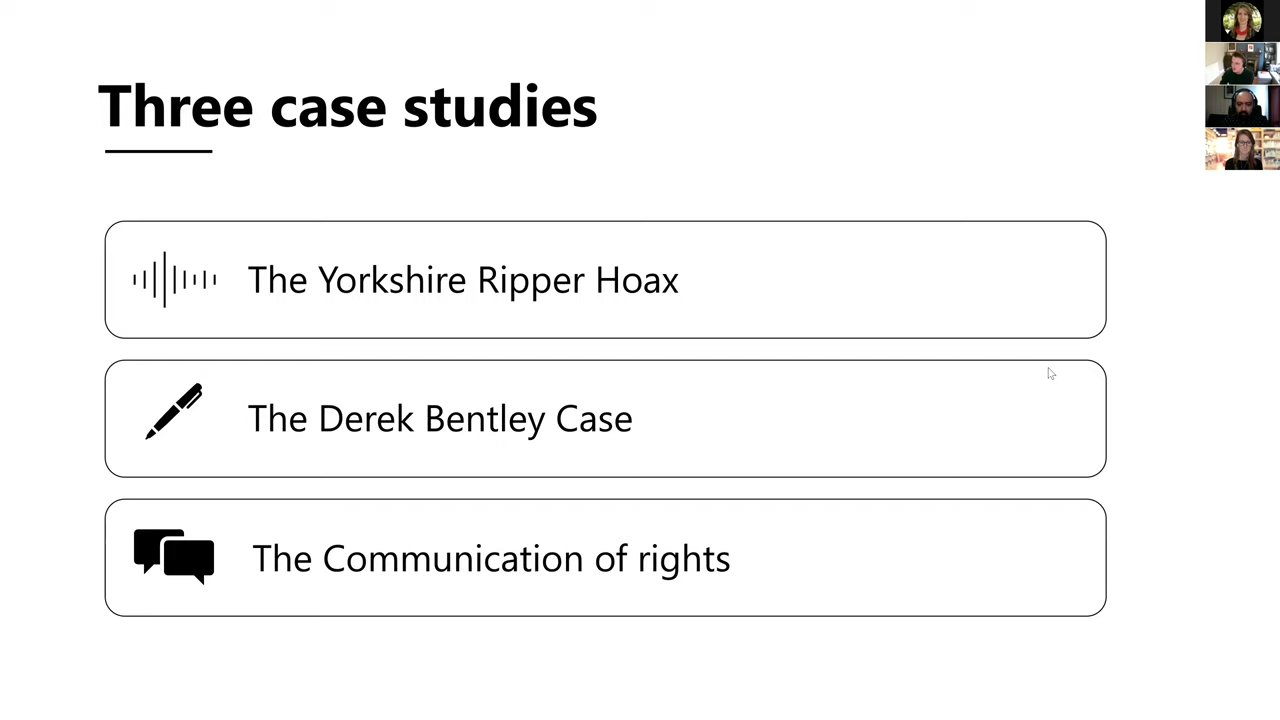 Three case studies
The Yorkshire Ripper Hoax
The Derek Bentley Case
The Communication of rights